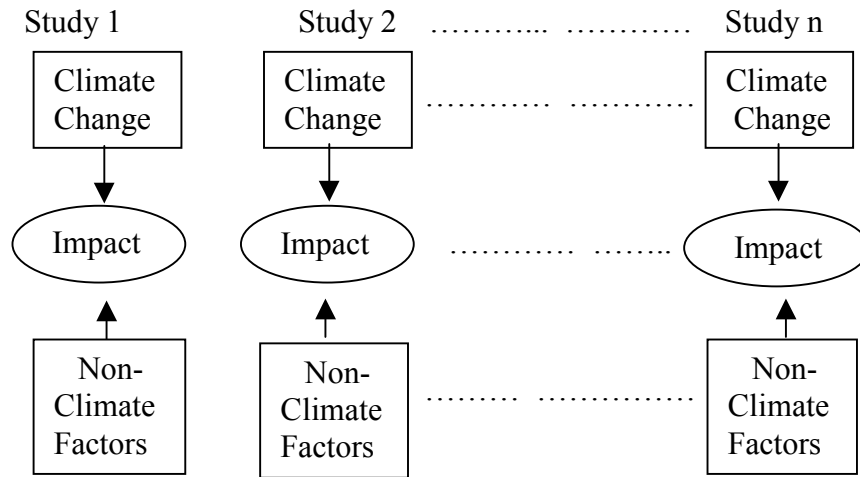 Study 1 Study 2 ………... ………… Study n
Climate
Change
Climate
Change
……….. …………
Climate
Change
Impact
Impact
………… ……..
Impact
Non-
Climate
Factors
Non-
Climate
Factors
……… …………..
Non-
Climate
Factors